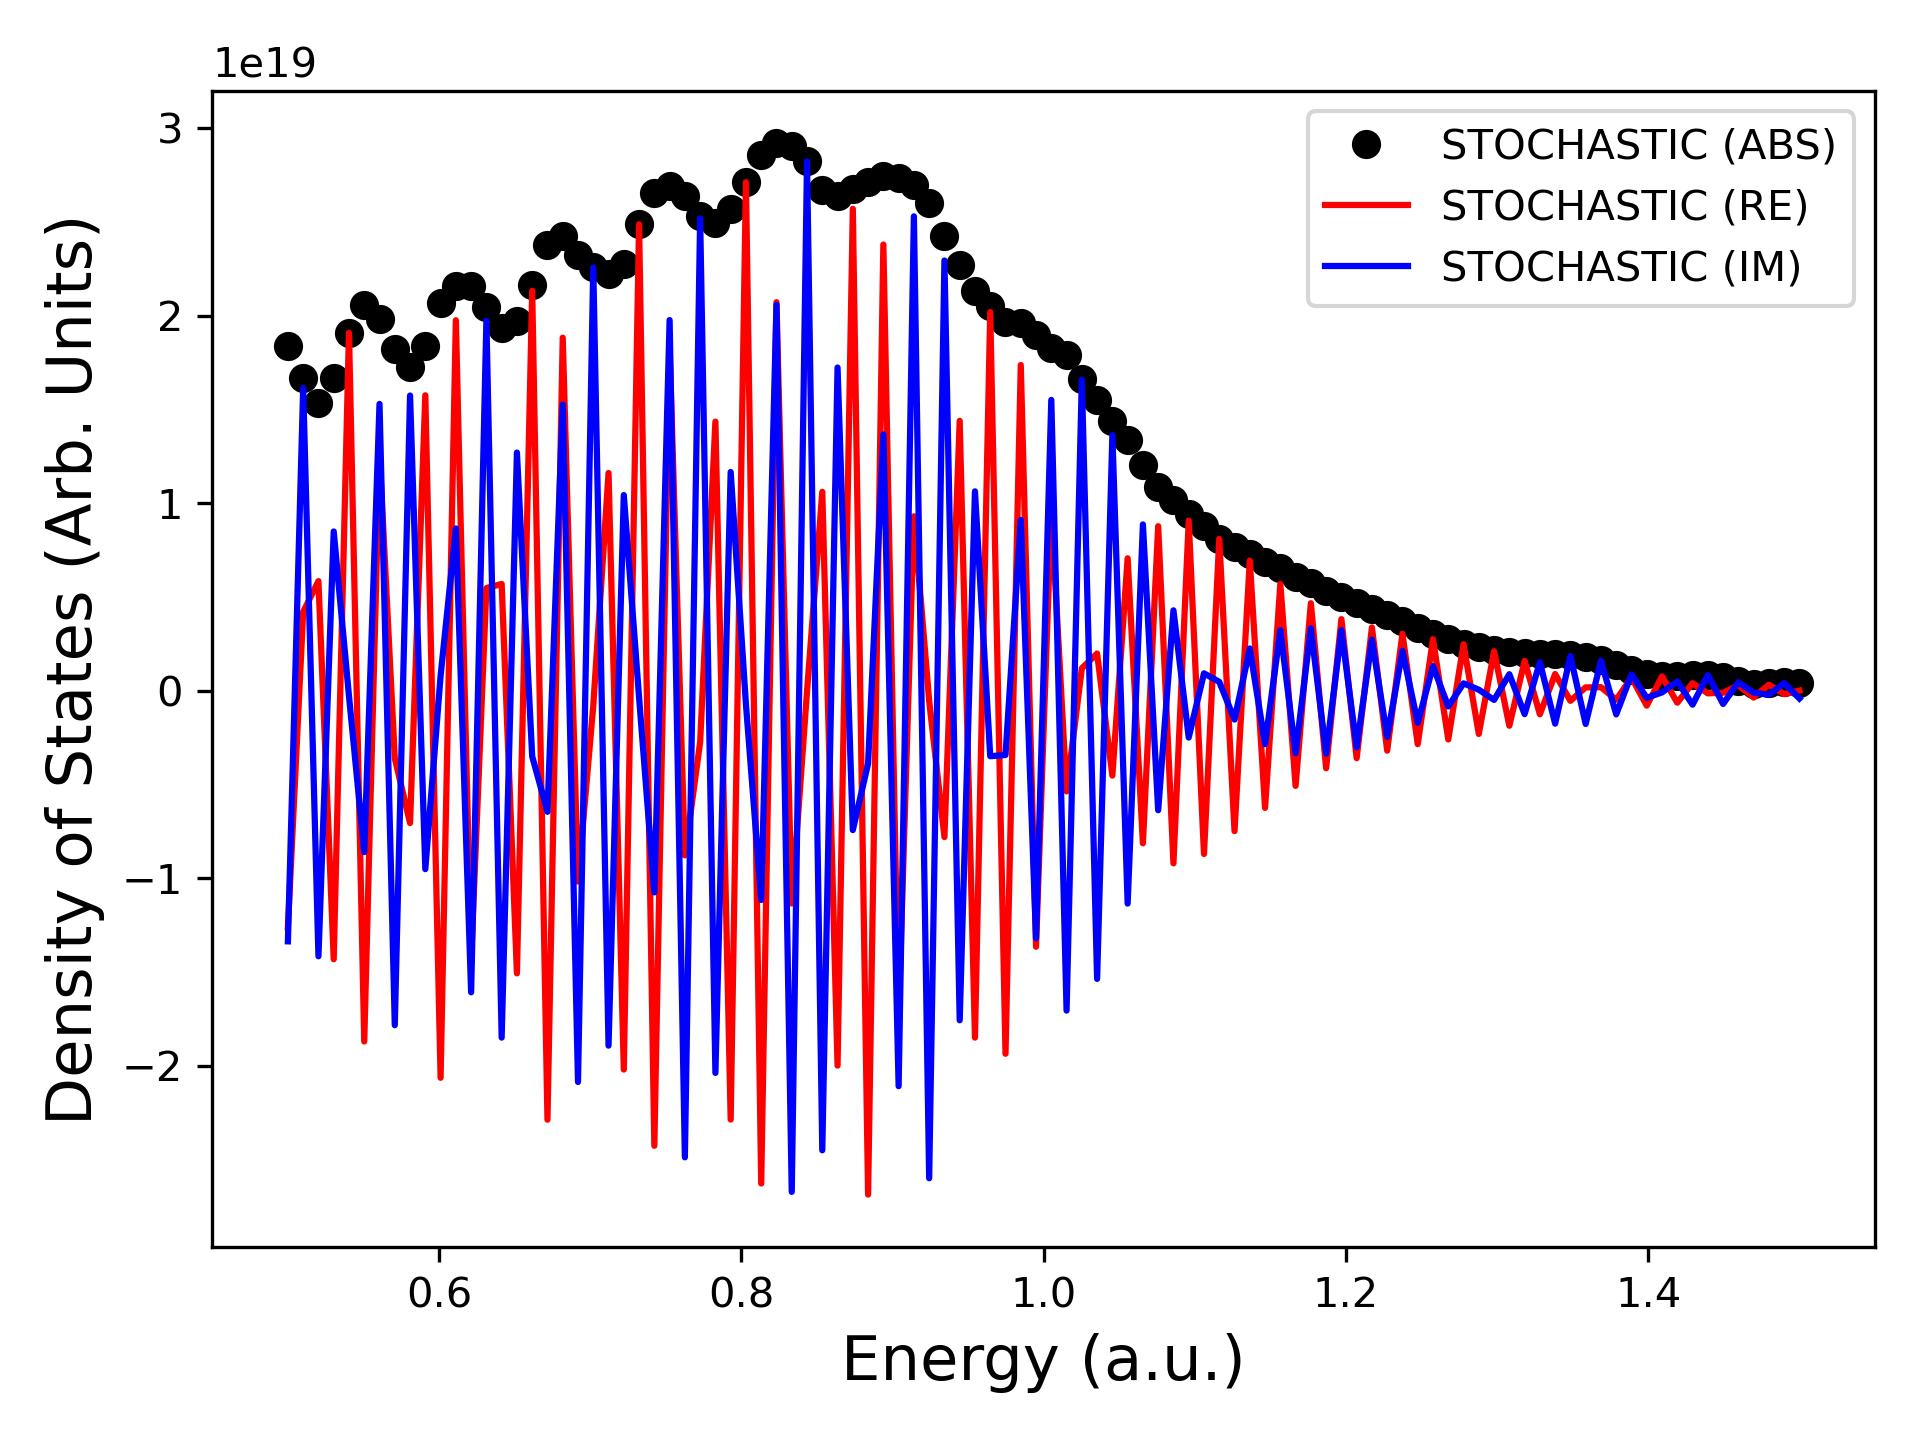 1e19
3
2
1
0
−1
−2
Density of States (Arb. Units)
STOCHASTIC (ABS)
STOCHASTIC (RE)
STOCHASTIC (IM)
0.6 0.8 1.0 1.2 1.4
Energy (a.u.)